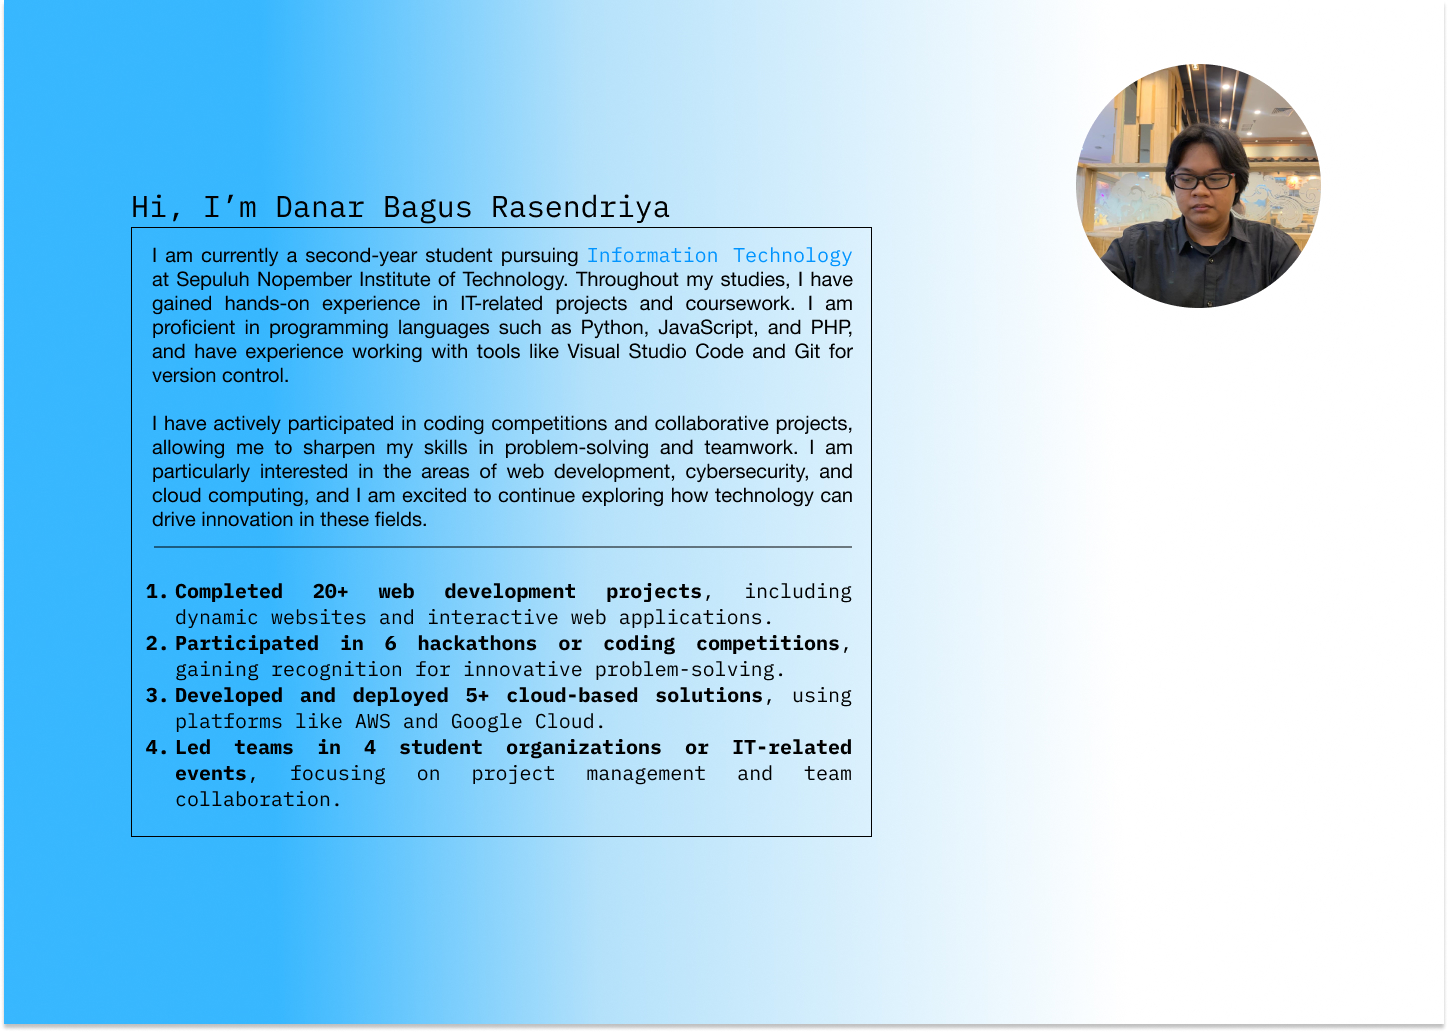 Hi, I’m Danar Bagus Rasendriya
I am currently a second-year student pursuing Information Technology
at Sepuluh Nopember Institute of Technology. Throughout my studies, I have
gained hands-on experience in IT-related projects and coursework. I am
proficient in programming languages such as Python, JavaScript, and PHP,
and have experience working with tools like Visual Studio Code and Git for
version control.
I have actively participated in coding competitions and collaborative projects,
allowing me to sharpen my skills in problem-solving and teamwork. I am
particularly interested in the areas of web development, cybersecurity, and
cloud computing, and I am excited to continue exploring how technology can
drive innovation in these fields.
1. Completed 20+ web development projects, including
dynamic websites and interactive web applications.
2. Participated in 6 hackathons or coding competitions,
gaining recognition for innovative problem-solving.
3. Developed and deployed 5+ cloud-based solutions, using
platforms like AWS and Google Cloud.
4. Led teams in 4 student organizations or IT-related
events, focusing on project management and team
collaboration.